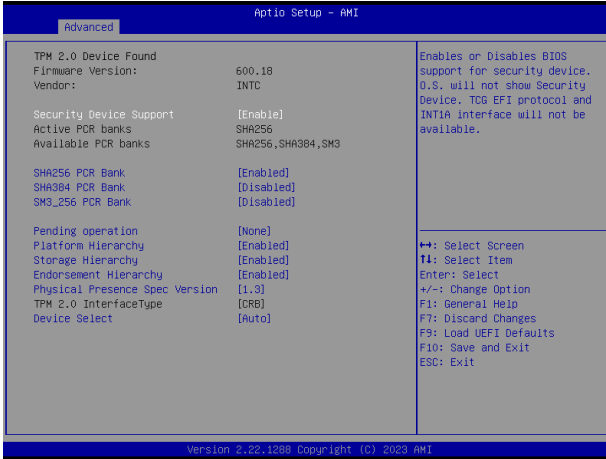 Aptio Setup - AMI
Advanced
TPM 2.0 Device Found
Firmware Version: 600.18
Vendor: INTC
Security Device Support [Enable]
Active PCR banks SHA256
Available PCR banks SHA256,SHA384,SM3
SHA256 PCR Bank [Enabled]
SHA384 PCR Bank [Disabled]
SM3_256 PCR Bank [Disabled]
Pending operation [None]
Platform Hierarchy [Enabled]
Storage Hierarchy [Enabled]
Endorsement Hierarchy [Enabled]
Physical Presence Spec Version [1.3]
TPM 2.0 InterfaceType [CRB]
Device Select [Auto]
Enables or Disables BIOS
support for security device.
O.S. will not show Security
Device. TCG EFI protocol and
INT1A interface will not be
available.
↔: Select Screen
↑↓: Select Item
Enter: Select
+/-: Change Option
F1: General Help
F7: Discard Changes
F9: Load UEFI Defaults
F10: Save and Exit
ESC: Exit
Version 2.22.1288 Copyright (C) 2023 AMI